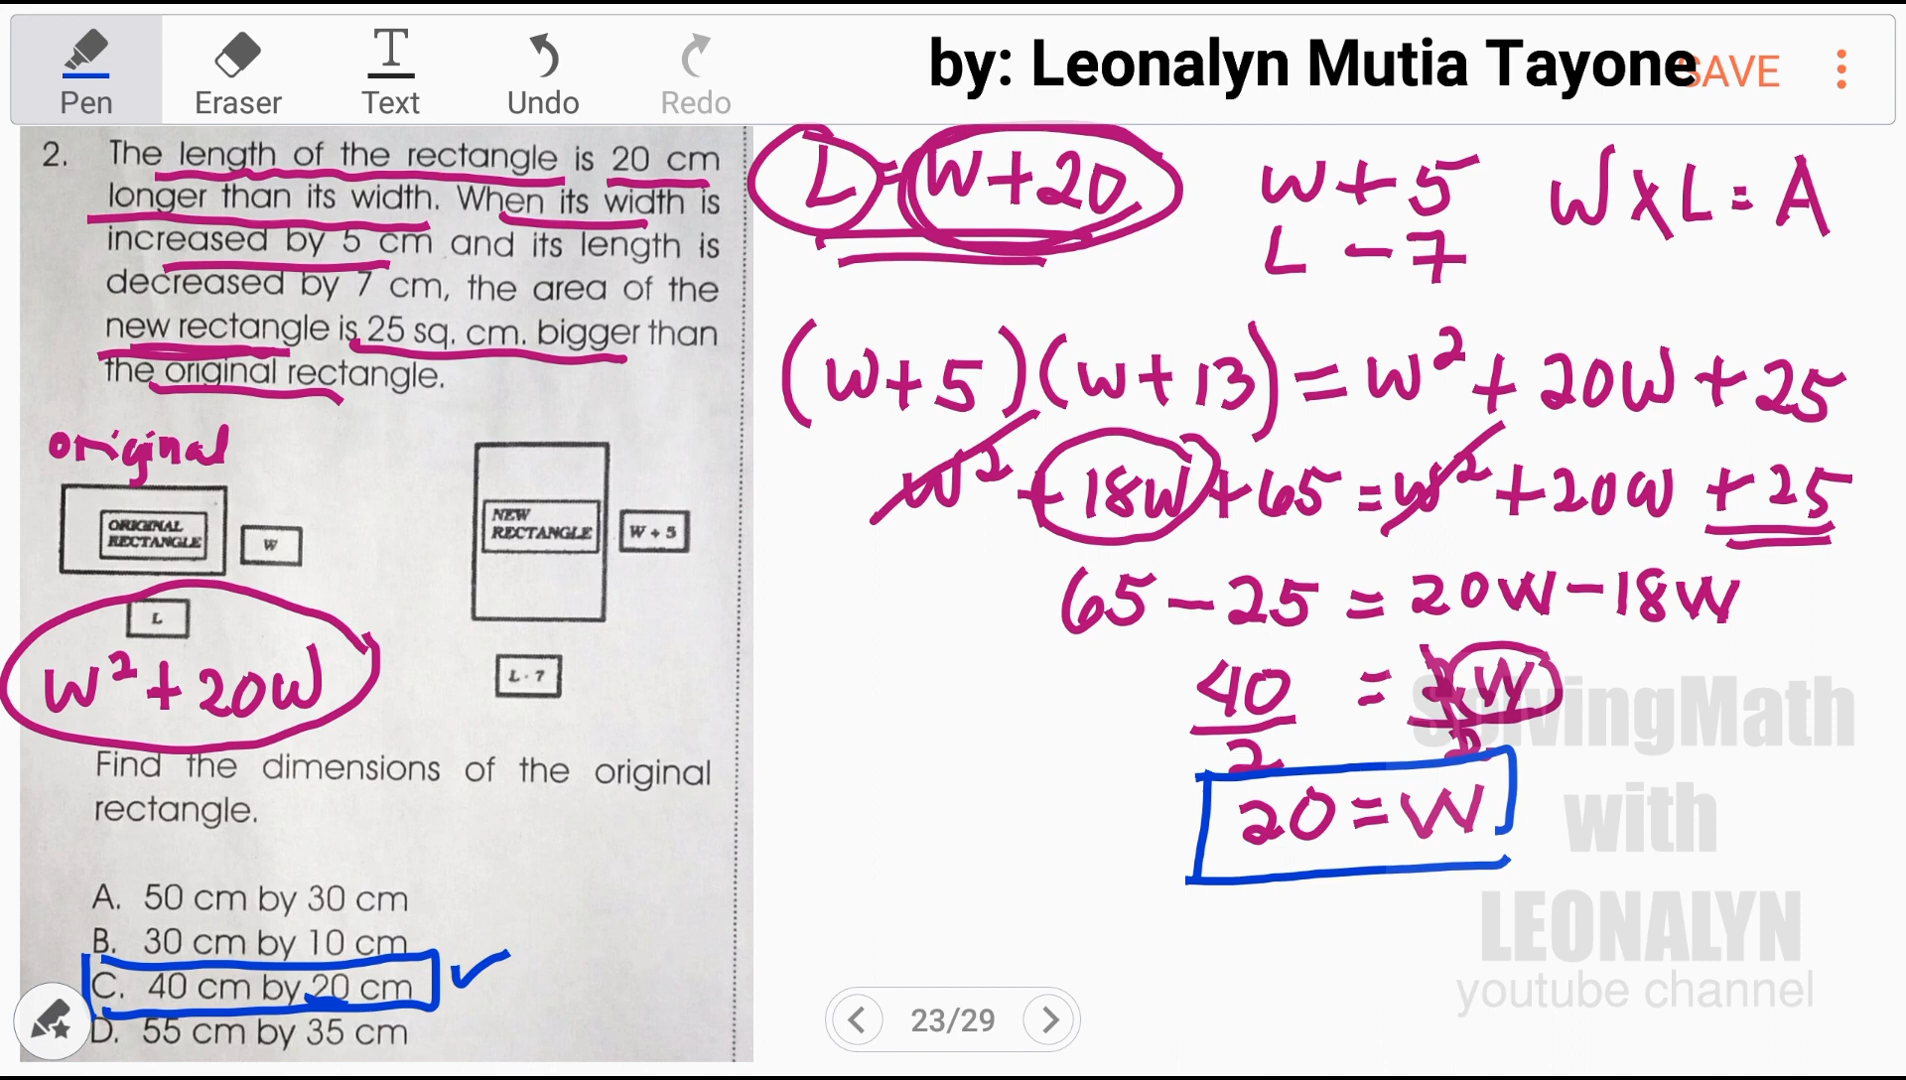 Pen
Eraser
Text
Undo
Redo
by: Leonalyn Mutia Tayone
SAVE
2. The length of the rectangle is 20 cm
longer than its width. When its width is
increased by 5 cm and its length is
decreased by 7 cm, the area of the
new rectangle is 25 sq. cm. bigger than
the original rectangle.
original
ORIGINAL
RECTANGLE
W
L
W²+20W
NEW
RECTANGLE
W + 5
L - 7
Find the dimensions of the original
rectangle.
A. 50 cm by 30 cm
B. 30 cm by 10 cm
C. 40 cm by 20 cm
D. 55 cm by 35 cm
L=W+20
W+5
L-7
W×L=A
(W+5)(W+13)=W²+20W+25
W²+18W+65=W²+20W+25
65-25=20W-18W
40=2W
2 2
20=W
SolvingMath
with
LEONALYN
youtube channel
23/29